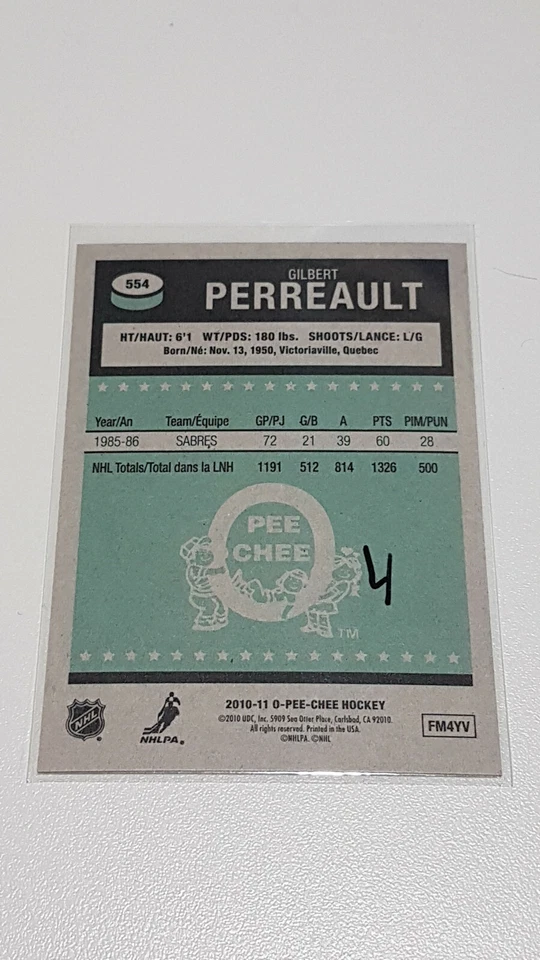 554
GILBERT
PERREAULT
HT/HAUT: 6'1 WT/PDS: 180 lbs. SHOOTS/LANCE: L/G
Born/Né: Nov. 13, 1950, Victoriaville, Quebec
Year/An Team/Équipe GP/PJ G/B A PTS PIM/PUN
1985-86 SABRES 72 21 39 60 28
NHL Totals/Total dans la LNH 1191 512 814 1326 500
O
PEE
CHEE
4
TM
NHL
NHLPA®
2010-11 O-PEE-CHEE HOCKEY
©2010 UDC, Inc. 5909 Sea Otter Place, Carlsbad, CA 92010.
All rights reserved. Printed in the USA.
©NHLPA. ©NHL
FM4YV